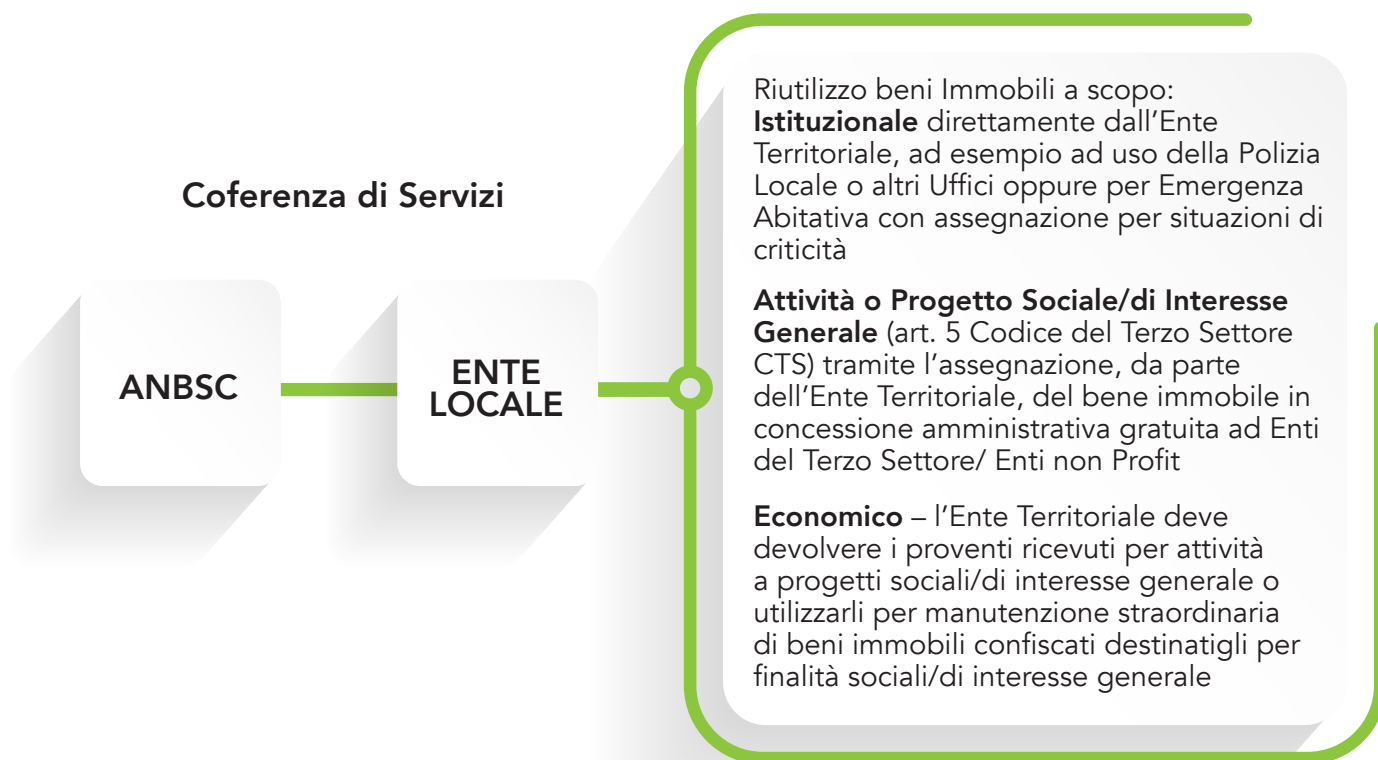 Coferenza di Servizi
ANBSC
ENTE
LOCALE
Riutilizzo beni Immobili a scopo:
Istituzionale direttamente dall’Ente
Territoriale, ad esempio ad uso della Polizia
Locale o altri Uffici oppure per Emergenza
Abitativa con assegnazione per situazioni di
criticità
Attività o Progetto Sociale/di Interesse
Generale (art. 5 Codice del Terzo Settore
CTS) tramite l’assegnazione, da parte
dell’Ente Territoriale, del bene immobile in
concessione amministrativa gratuita ad Enti
del Terzo Settore/ Enti non Profit
Economico – l’Ente Territoriale deve
devolvere i proventi ricevuti per attività
a progetti sociali/di interesse generale o
utilizzarli per manutenzione straordinaria
di beni immobili confiscati destinatigli per
finalità sociali/di interesse generale